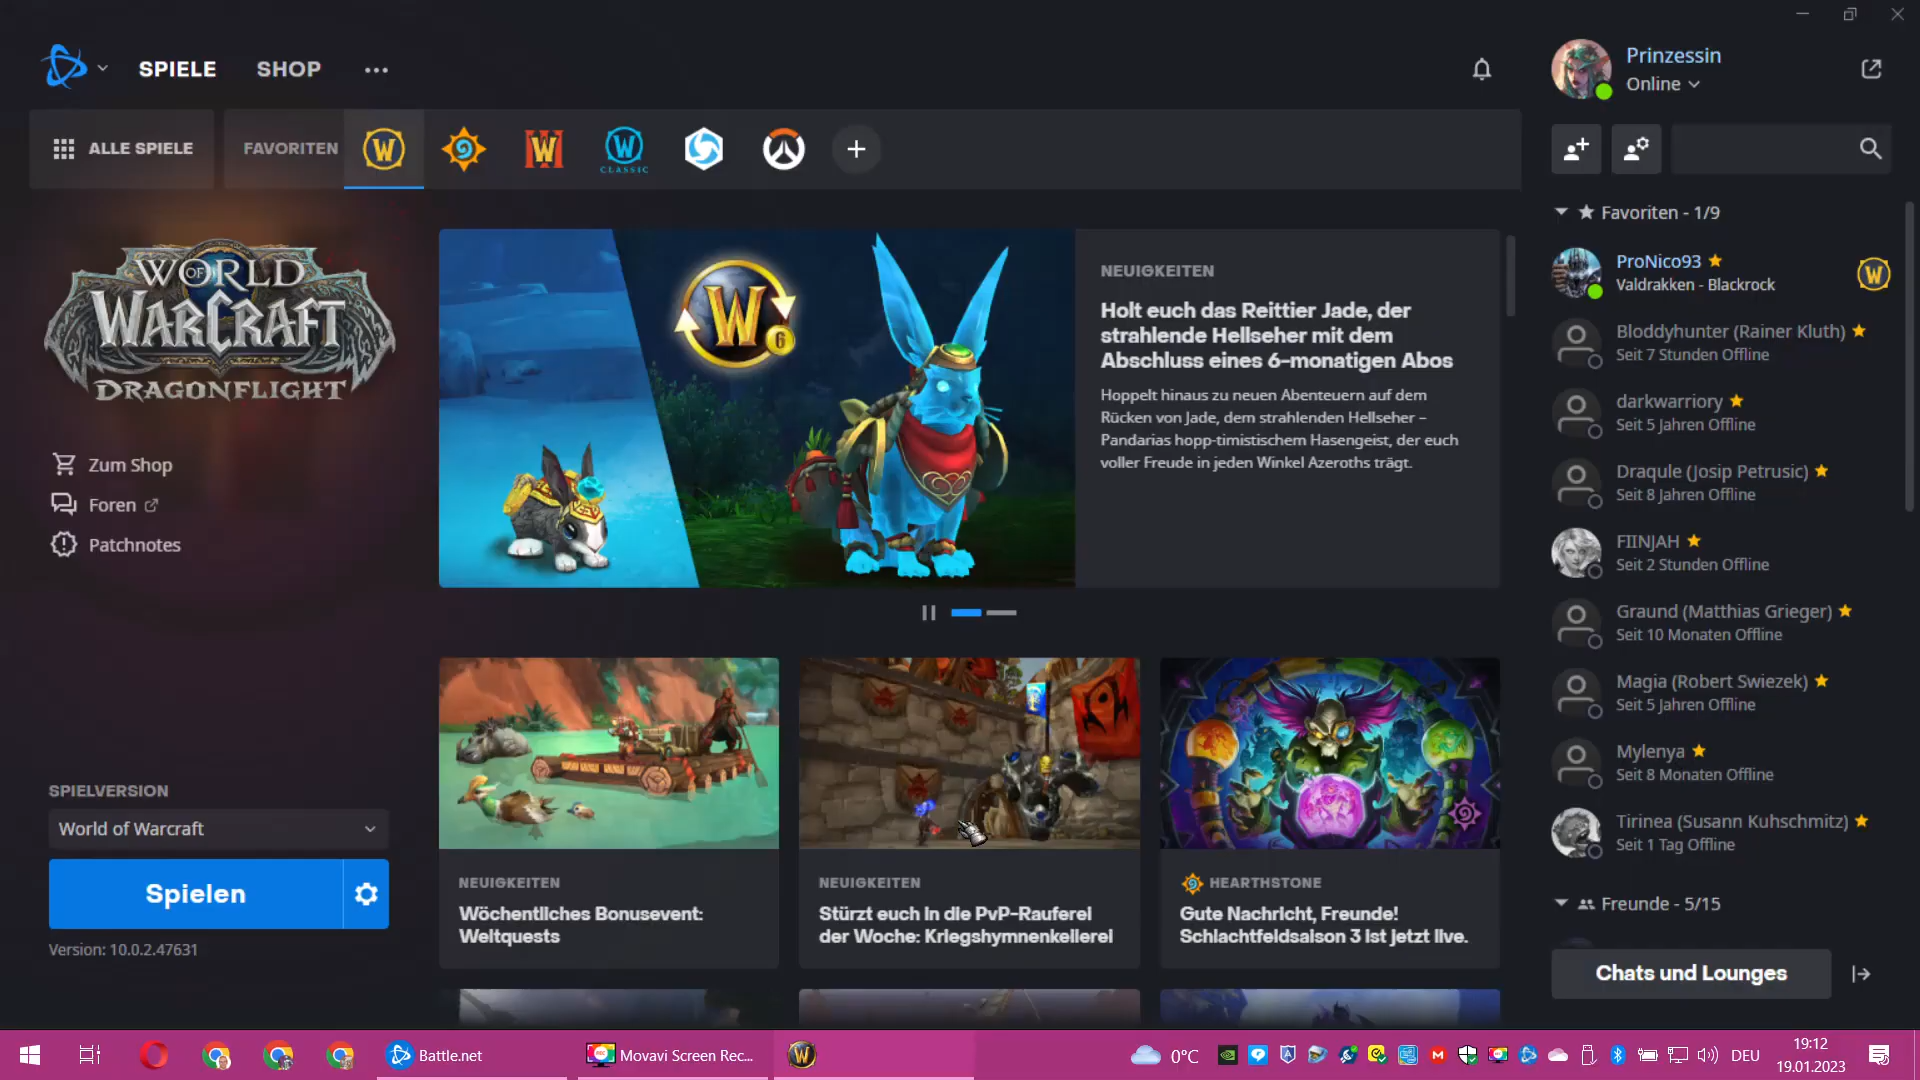 SPIELE
SHOP
Prinzessin
Online
ALLE SPIELE
FAVORITEN
CLASSIC
Favoriten - 1/9
WORLD
OF
WARCRAFT
DRAGONFLIGHT
Zum Shop
Foren
Patchnotes
W
6
NEUIGKEITEN
Holt euch das Reittier Jade, der
strahlende Hellseher mit dem
Abschluss eines 6-monatigen Abos
Hoppelt hinaus zu neuen Abenteuern auf dem
Rücken von Jade, dem strahlenden Hellseher –
Pandarias hopp-timistischem Hasengeist, der euch
voller Freude in jeden Winkel Azeroths trägt.
ProNico93
Valdrakken - Blackrock
Bloddyhunter (Rainer Kluth)
Seit 7 Stunden Offline
darkwarriory
Seit 5 Jahren Offline
Draqule (Josip Petrusic)
Seit 8 Jahren Offline
FIINJAH
Seit 2 Stunden Offline
Graund (Matthias Grieger)
Seit 10 Monaten Offline
Magia (Robert Swiezek)
Seit 5 Jahren Offline
Mylenya
Seit 8 Monaten Offline
Tirinea (Susann Kuhschmitz)
Seit 1 Tag Offline
Freunde - 5/15
Chats und Lounges
SPIELVERSION
World of Warcraft
Spielen
Version: 10.0.2.47631
NEUIGKEITEN
Wöchentliches Bonusevent:
Weltquests
NEUIGKEITEN
Stürzt euch in die PvP-Rauferei
der Woche: Kriegshymnenkellerei
HEARTHSTONE
Gute Nachricht, Freunde!
Schlachtfeldsaison 3 ist jetzt live.
Battle.net
Movavi Screen Rec...
0°C
DEU
19:12
19.01.2023